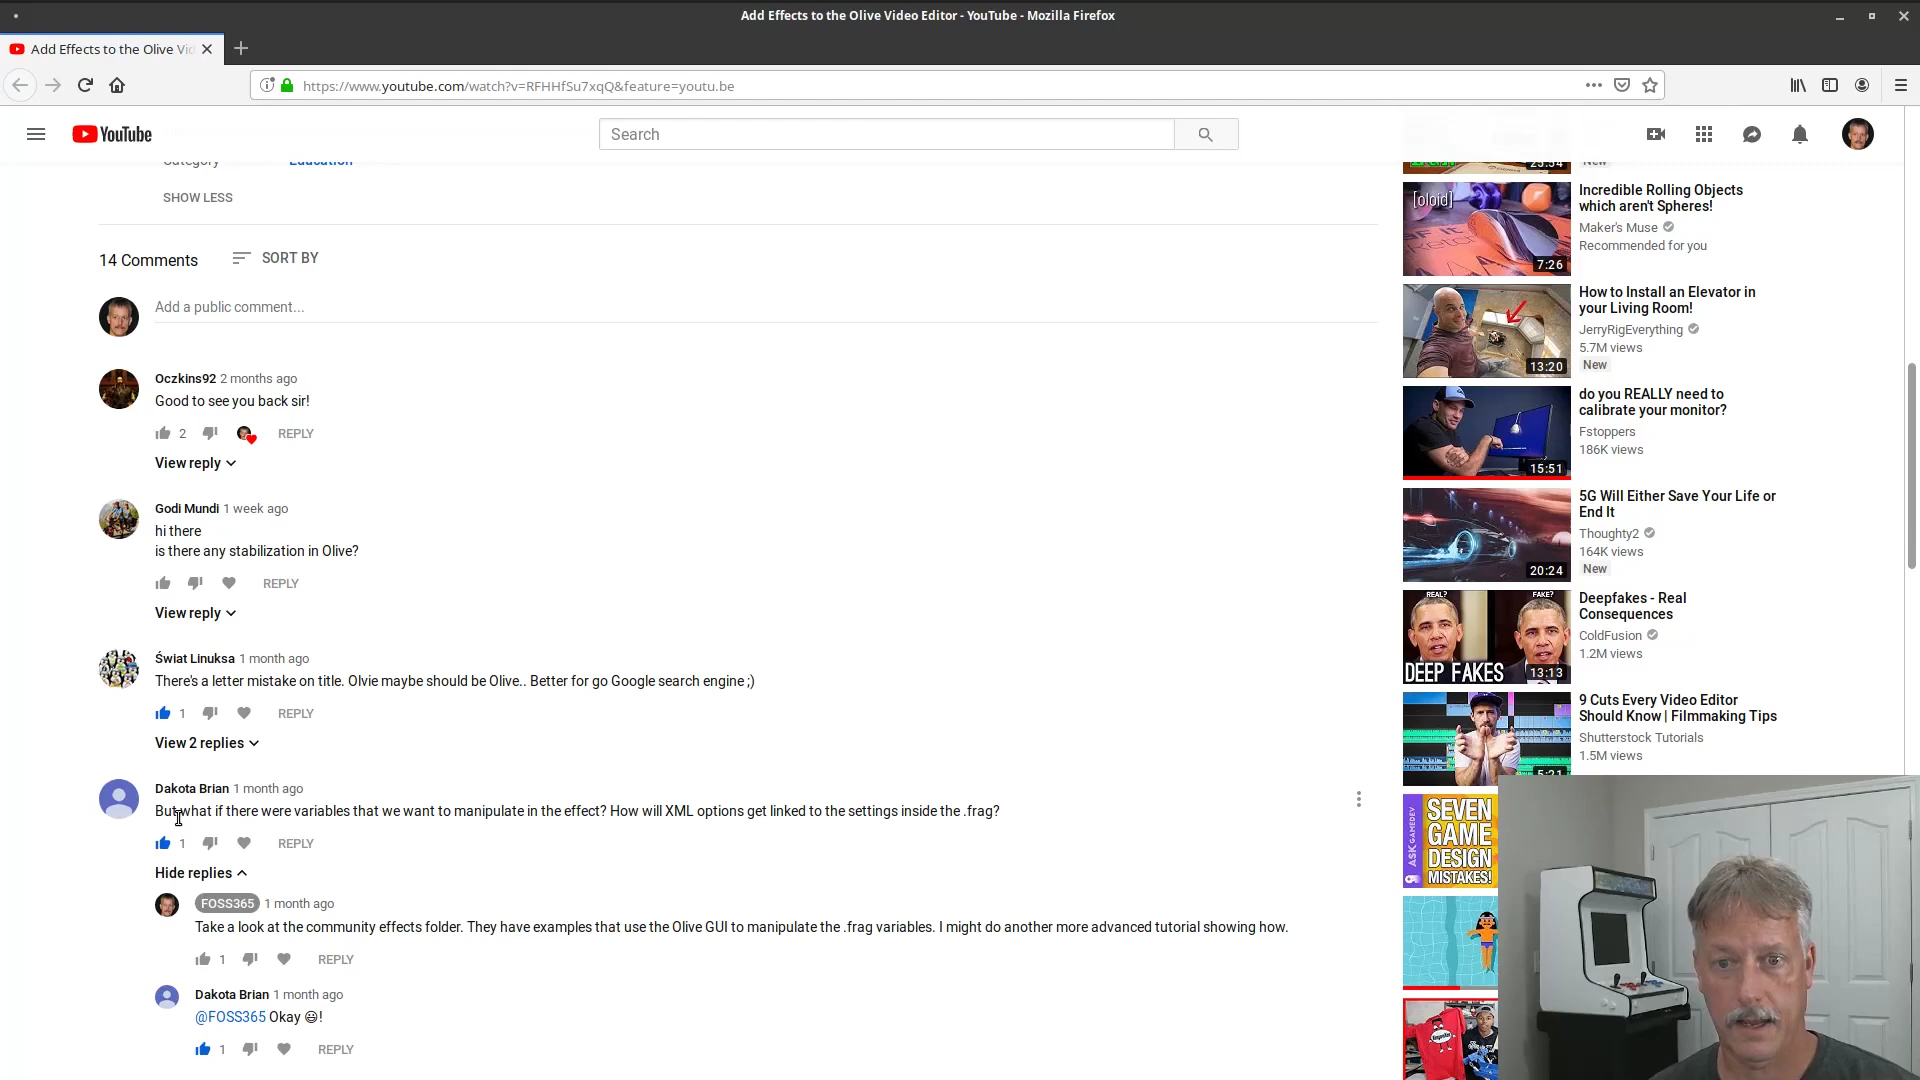 Add Effects to the Olive Video Editor - YouTube - Mozilla Firefox
Add Effects to the Olive Vid
https://www.youtube.com/watch?v=RFHHfSu7xqQ&feature=youtu.be
YouTube
Search
Category
Education
SHOW LESS
14 Comments
SORT BY
Add a public comment...
Oczkins92 2 months ago
Good to see you back sir!
2
REPLY
View reply
Godi Mundi 1 week ago
hi there
is there any stabilization in Olive?
REPLY
View reply
Świat Linuksa 1 month ago
There's a letter mistake on title. Olvie maybe should be Olive.. Better for go Google search engine ;)
1
REPLY
View 2 replies
Dakota Brian 1 month ago
But what if there were variables that we want to manipulate in the effect? How will XML options get linked to the settings inside the .frag?
1
REPLY
Hide replies
FOSS365 1 month ago
Take a look at the community effects folder. They have examples that use the Olive GUI to manipulate the .frag variables. I might do another more advanced tutorial showing how.
1
REPLY
Dakota Brian 1 month ago
@FOSS365 Okay 😃!
1
REPLY
23:54
New
[oloid]
7:26
Incredible Rolling Objects
which aren't Spheres!
Maker's Muse
Recommended for you
13:20
How to Install an Elevator in
your Living Room!
JerryRigEverything
5.7M views
New
15:51
do you REALLY need to
calibrate your monitor?
Fstoppers
186K views
20:24
5G Will Either Save Your Life or
End It
Thoughty2
164K views
New
REAL?
FAKE?
DEEP FAKES
13:13
Deepfakes - Real
Consequences
ColdFusion
1.2M views
5:21
9 Cuts Every Video Editor
Should Know | Filmmaking Tips
Shutterstock Tutorials
1.5M views
ASK GAMEDEV
SEVEN
GAME
DESIGN
MISTAKES!